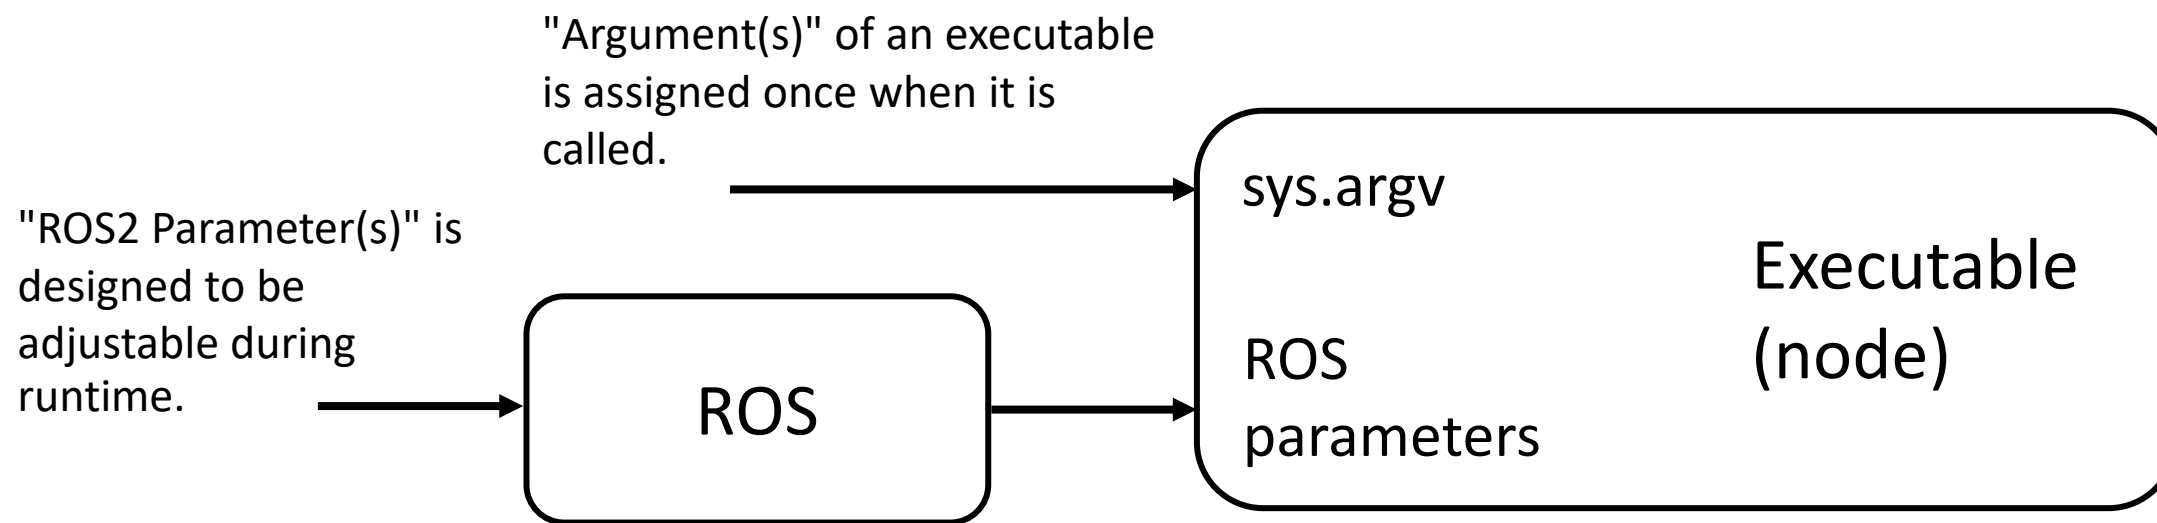 "Argument(s)" of an executable
is assigned once when it is
called.
"ROS2 Parameter(s)" is
designed to be
adjustable during
runtime.
ROS
sys.argv
ROS
parameters
Executable
(node)